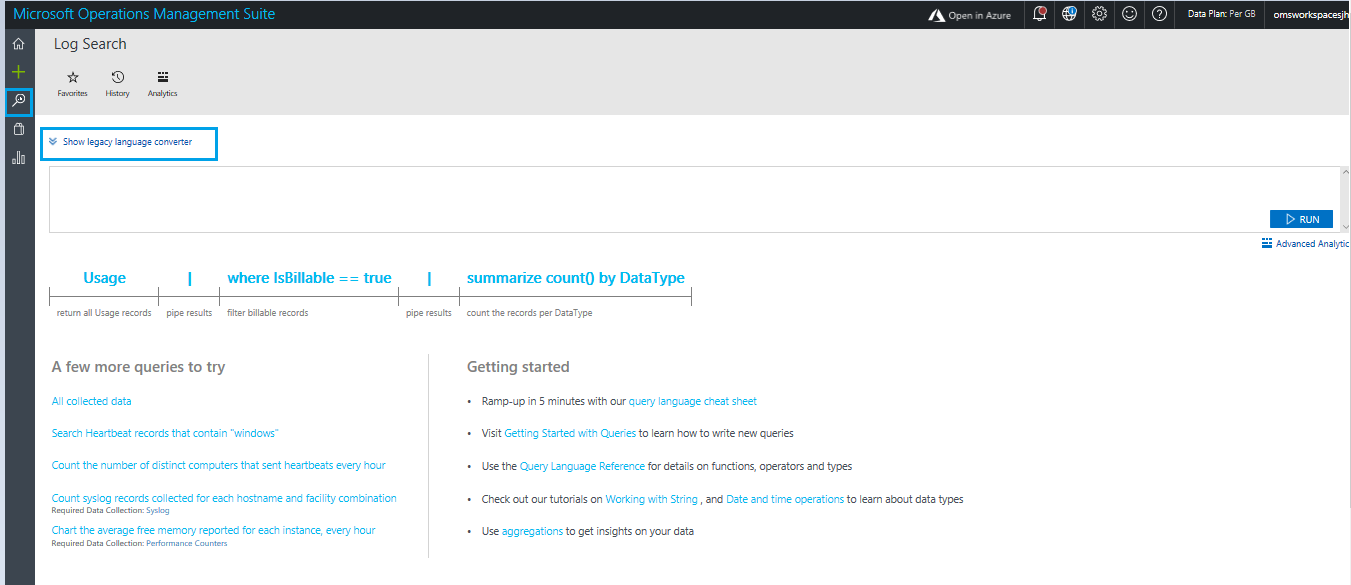 Microsoft Operations Management Suite
Open in Azure
Data Plan: Per GB
omsworkspacesjh
Log Search
Favorites
History
Analytics
Show legacy language converter
RUN
Advanced Analytic
Usage | where IsBillable == true | summarize count() by DataType
return all Usage records pipe results filter billable records pipe results count the records per DataType
A few more queries to try
All collected data
Search Heartbeat records that contain "windows"
Count the number of distinct computers that sent heartbeats every hour
Count syslog records collected for each hostname and facility combination
Required Data Collection: Syslog
Chart the average free memory reported for each instance, every hour
Required Data Collection: Performance Counters
Getting started
• Ramp-up in 5 minutes with our query language cheat sheet
• Visit Getting Started with Queries to learn how to write new queries
• Use the Query Language Reference for details on functions, operators and types
• Check out our tutorials on Working with String , and Date and time operations to learn about data types
• Use aggregations to get insights on your data